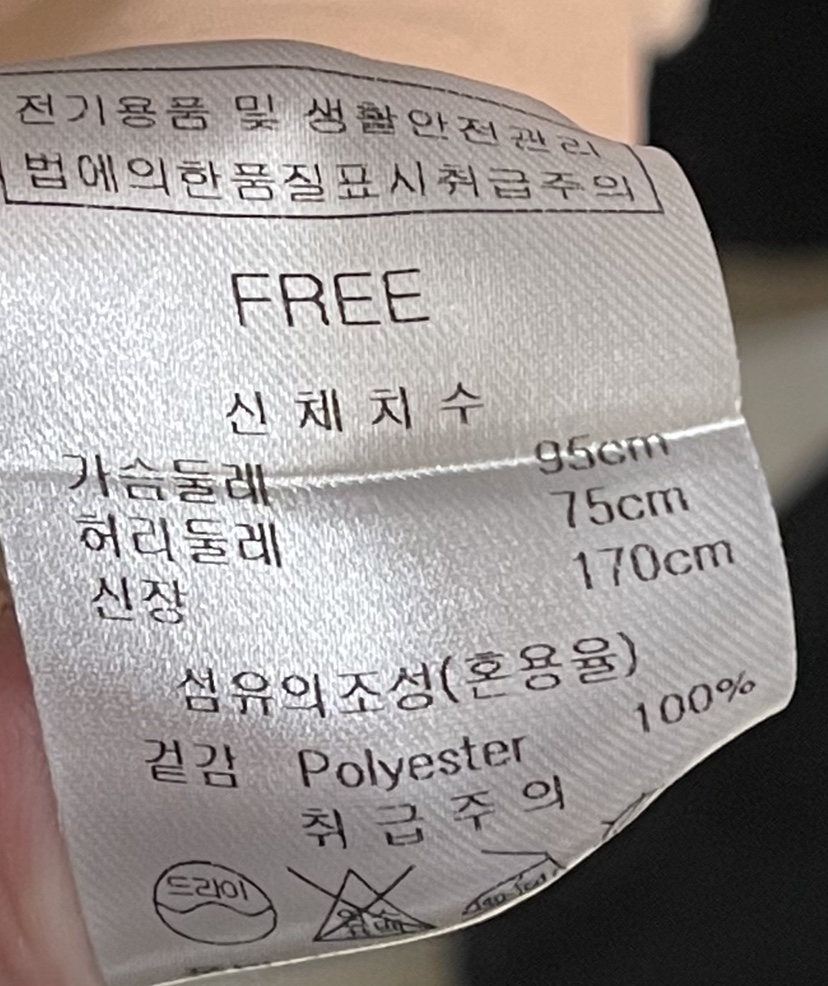 전기용품 및 생활안전관리
법에의한품질표시취급주의
FREE
신체치수
가슴둘레 95cm
허리둘레 75cm
신장 170cm
섬유의조성(혼용율)
겉감 Polyester 100%
취급주의
드라이
염소